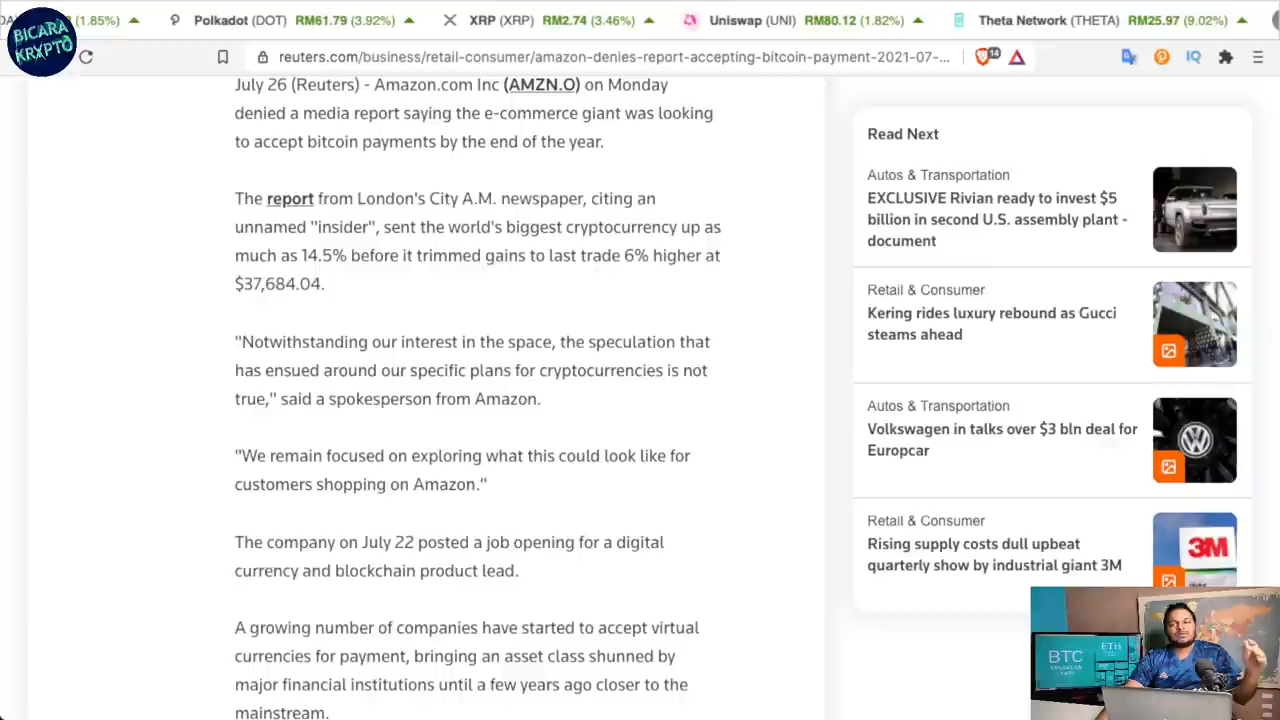 1.85%)
Polkadot (DOT) RM61.79 (3.92%)
XRP (XRP) RM2.74 (3.46%)
Uniswap (UNI) RM80.12 (1.82%)
Theta Network (THETA) RM25.97 (9.02%)
BICARA
KRXPTO
reuters.com/business/retail-consumer/amazon-denies-report-accepting-bitcoin-payment-2021-07-...
14
IQ
July 26 (Reuters) - Amazon.com Inc (AMZN.O) on Monday
denied a media report saying the e-commerce giant was looking
to accept bitcoin payments by the end of the year.
The report from London's City A.M. newspaper, citing an
unnamed "insider", sent the world's biggest cryptocurrency up as
much as 14.5% before it trimmed gains to last trade 6% higher at
$37,684.04.
"Notwithstanding our interest in the space, the speculation that
has ensued around our specific plans for cryptocurrencies is not
true," said a spokesperson from Amazon.
"We remain focused on exploring what this could look like for
customers shopping on Amazon."
The company on July 22 posted a job opening for a digital
currency and blockchain product lead.
A growing number of companies have started to accept virtual
currencies for payment, bringing an asset class shunned by
major financial institutions until a few years ago closer to the
mainstream.
Read Next
Autos & Transportation
EXCLUSIVE Rivian ready to invest $5
billion in second U.S. assembly plant -
document
Retail & Consumer
Kering rides luxury rebound as Gucci
steams ahead
Autos & Transportation
Volkswagen in talks over $3 bln deal for
Europcar
Retail & Consumer
Rising supply costs dull upbeat
quarterly show by industrial giant 3M
3M
BTC
ETH